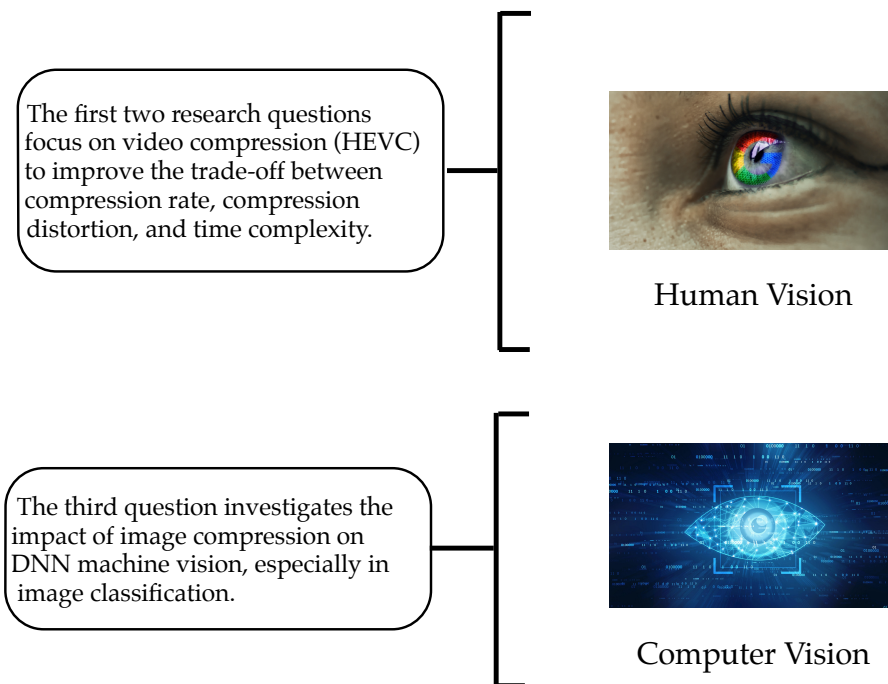 The first two research questions
focus on video compression (HEVC)
to improve the trade-off between
compression rate, compression
distortion, and time complexity.
Human Vision
The third question investigates the
impact of image compression on
DNN machine vision, especially in
image classification.
Computer Vision